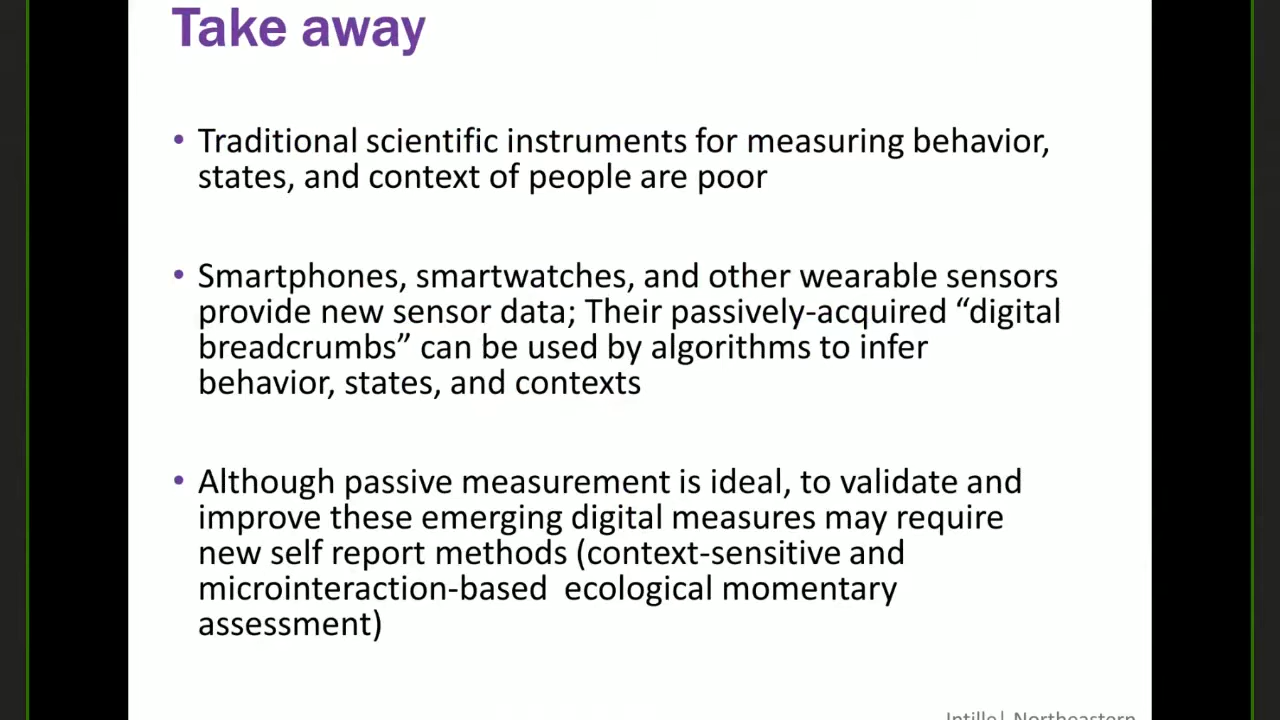 Take away
• Traditional scientific instruments for measuring behavior,
states, and context of people are poor
• Smartphones, smartwatches, and other wearable sensors
provide new sensor data; Their passively-acquired “digital
breadcrumbs” can be used by algorithms to infer
behavior, states, and contexts
• Although passive measurement is ideal, to validate and
improve these emerging digital measures may require
new self report methods (context-sensitive and
microinteraction-based  ecological momentary
assessment)
Intille| Northeastern